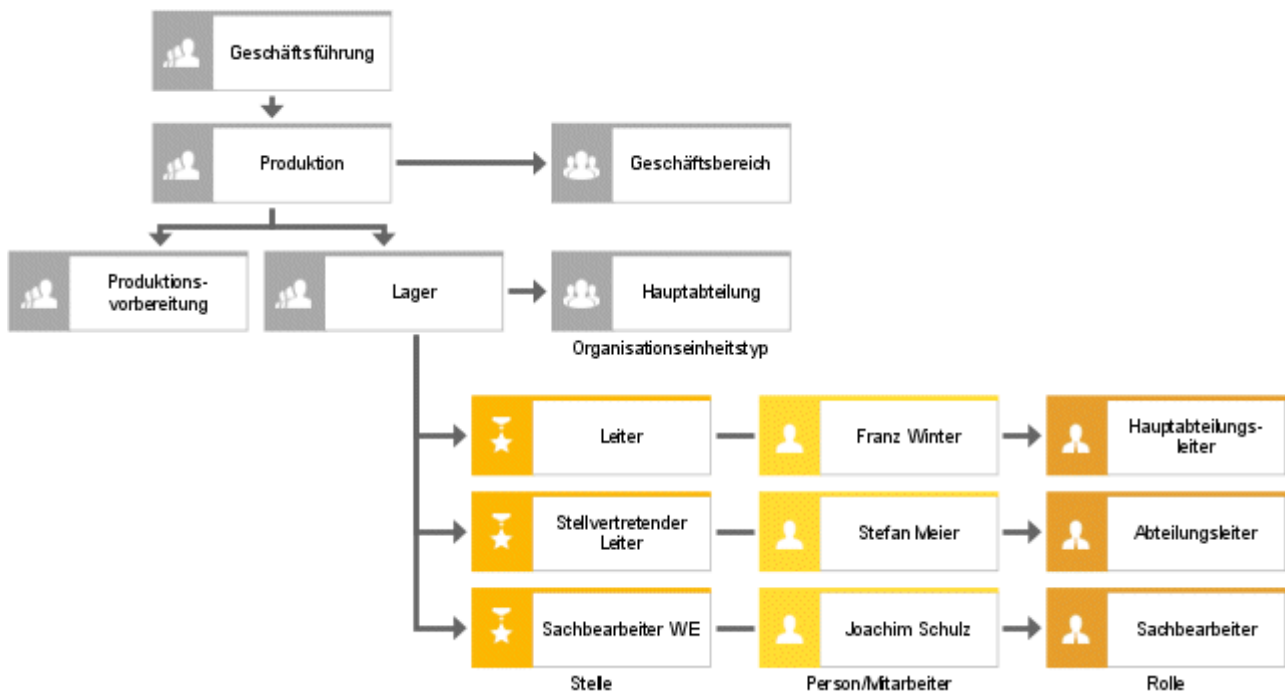 Geschäftsführung
Produktion
Geschäftsbereich
Produktions-
vorbereitung
Lager
Hauptabteilung
Organisationseinheitstyp
Leiter
Franz Winter
Hauptabteilungs-
leiter
Stellvertretender
Leiter
Stefan Meier
Abteilungsleiter
Sachbearbeiter WE
Joachim Schulz
Sachbearbeiter
Stelle
Person/Mitarbeiter
Rolle